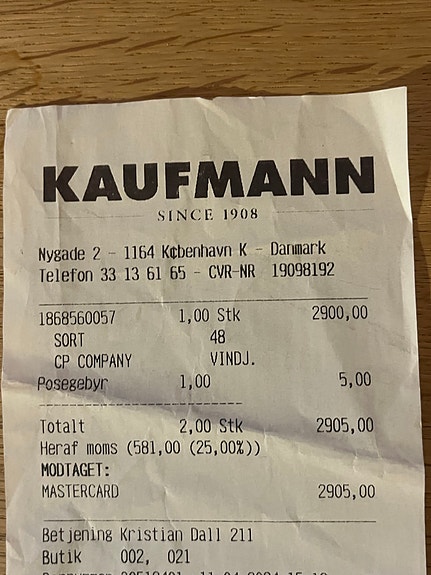 KAUFMANN
SINCE 1908
Nygade 2 - 1164 K¢benhavn K - Danmark
Telefon 33 13 61 65 - CVR-NR 19098192
1868560057 1,00 Stk 2900,00
SORT 48
CP COMPANY VINDJ.
Posegebyr 1,00 5,00
Totalt 2,00 Stk 2905,00
Heraf moms (581,00 (25,00%))
MODTAGET:
MASTERCARD 2905,00
Betjening Kristian Dall 211
Butik 002, 021